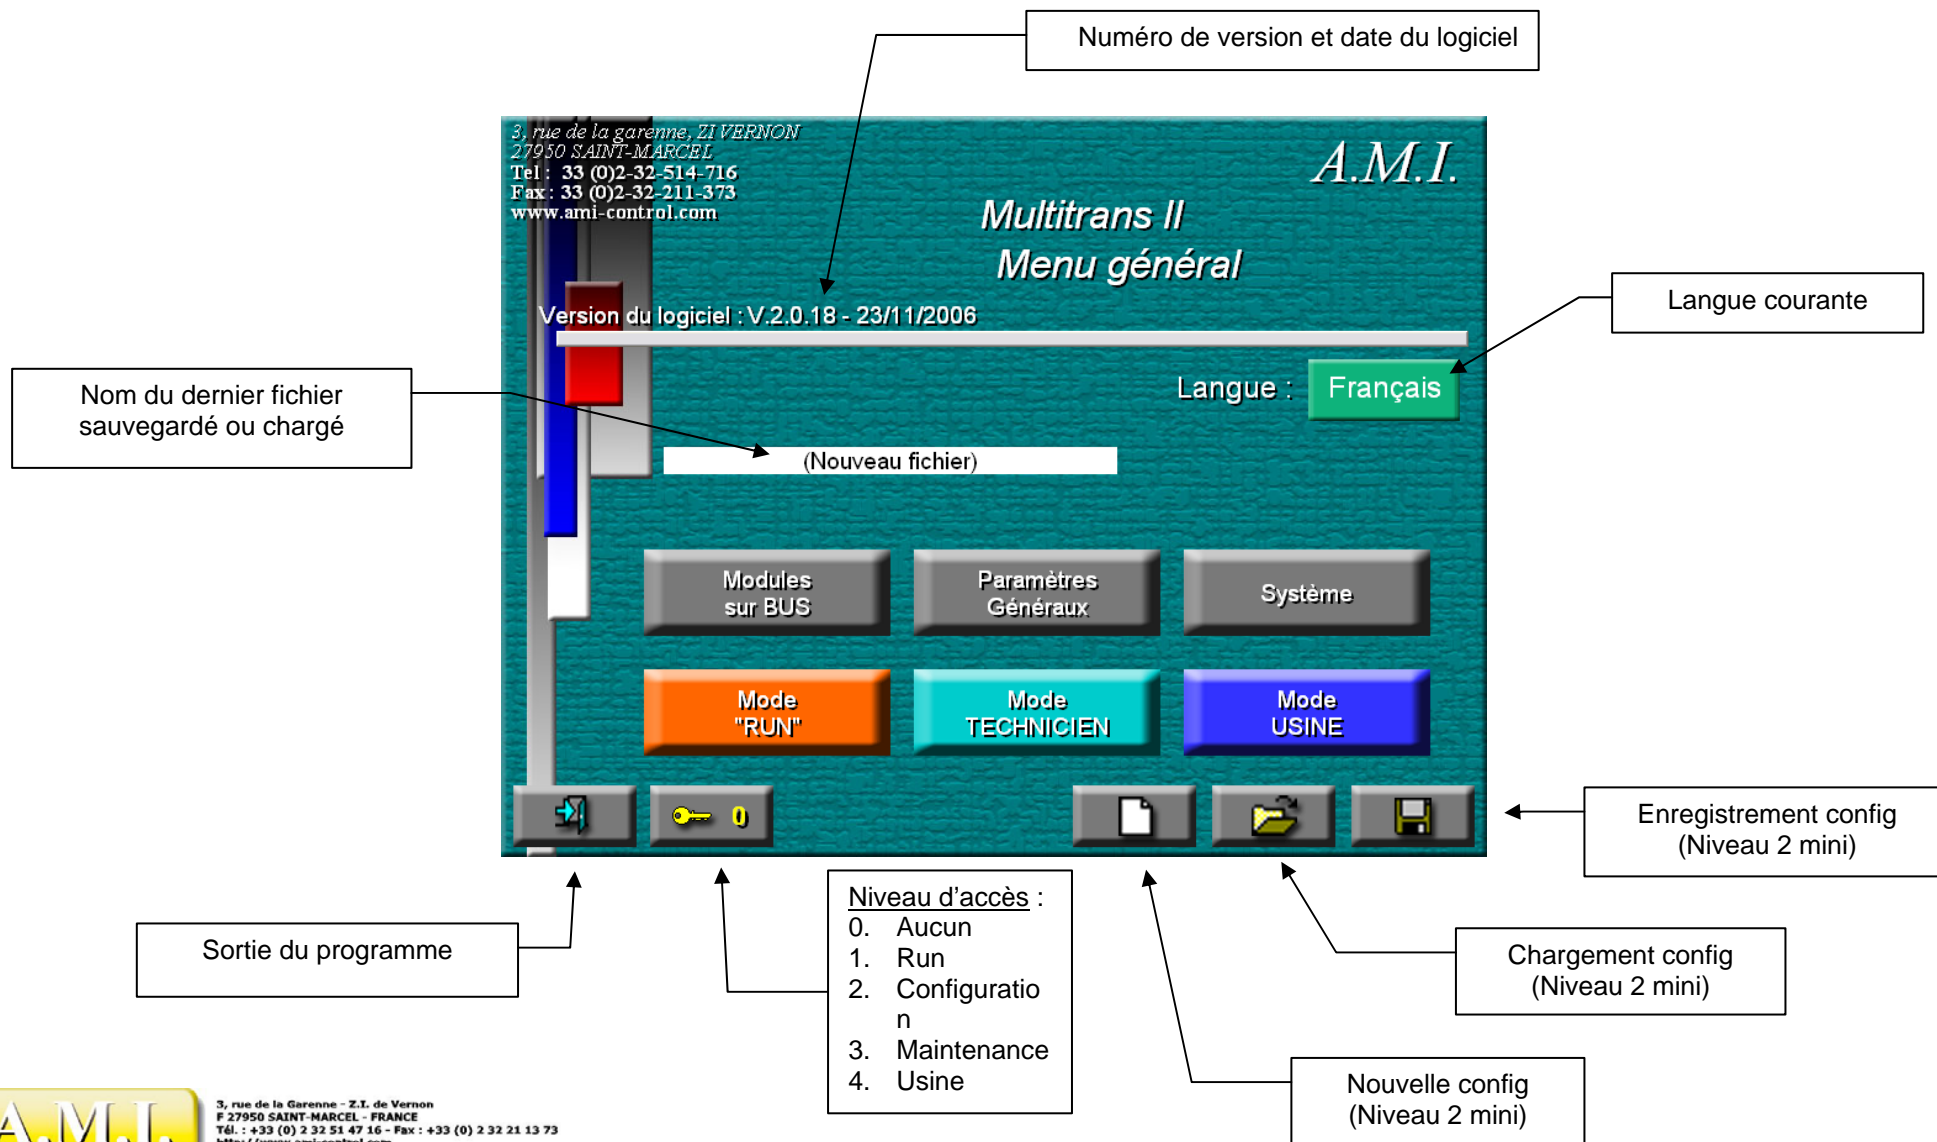 Numéro de version et date du logiciel
3, rue de la garenne, ZI VERNON
27950 SAINT-MARCEL
Tel : 33 (0)2-32-514-716
Fax : 33 (0)2-32-211-373
www.ami-control.com
A.M.I.
Multitrans II
Menu général
Version du logiciel : V.2.0.18 - 23/11/2006
Langue courante
Langue :
Français
Nom du dernier fichier
sauvegardé ou chargé
(Nouveau fichier)
Modules
sur BUS
Paramètres
Généraux
Système
Mode
"RUN"
Mode
TECHNICIEN
Mode
USINE
0
Enregistrement config
(Niveau 2 mini)
Sortie du programme
Niveau d'accès :
0. Aucun
1. Run
2. Configuratio
n
3. Maintenance
4. Usine
Chargement config
(Niveau 2 mini)
Nouvelle config
(Niveau 2 mini)
A.M.I.
3, rue de la Garenne - Z.I. de Vernon
F 27950 SAINT-MARCEL - FRANCE
Tél. : +33 (0) 2 32 51 47 16 - Fax : +33 (0) 2 32 21 13 73
http://www.ami-control.com